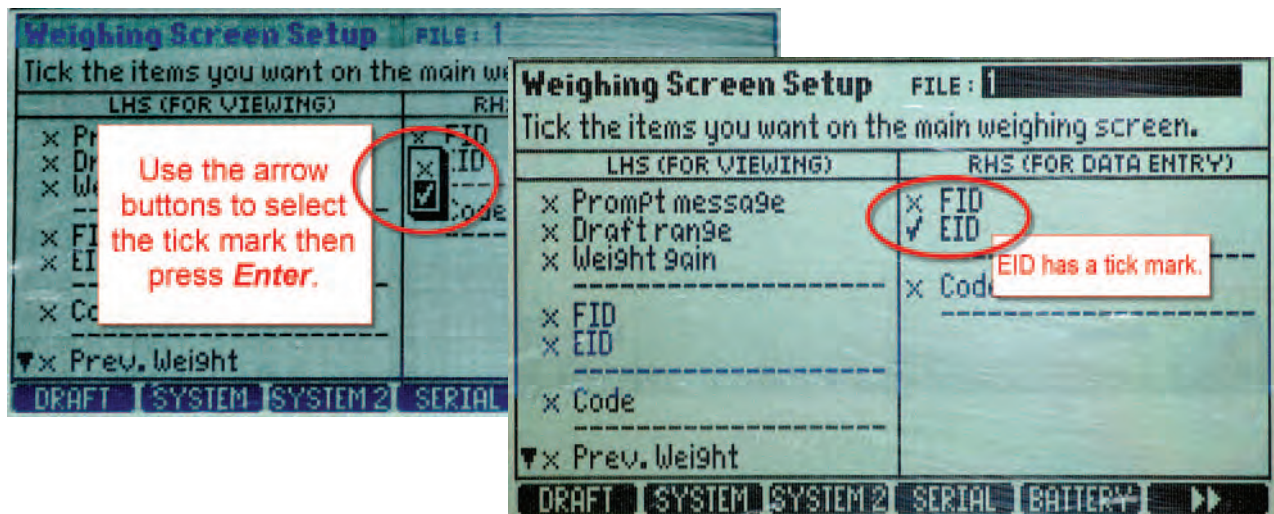 Weighing Screen Setup FILE: 1
Tick the items you want on the main we
LHS (FOR VIEWING) RH
× Pr
× Dr
× We
× FI
× EI
× Co
▼× Prev. Weight
× FID
× EID
× ✓
Code
Use the arrow
buttons to select
the tick mark then
press Enter.
DRAFT SYSTEM SYSTEM 2 SERIAL
Weighing Screen Setup FILE: 1
Tick the items you want on the main weighing screen.
LHS (FOR VIEWING) RHS (FOR DATA ENTRY)
× Prompt message
× Draft range
× Weight gain
× FID
× EID
× Code
▼× Prev. Weight
× FID
✓ EID
EID has a tick mark.
× Cod
DRAFT SYSTEM SYSTEM 2 SERIAL BATTERY ▶▶